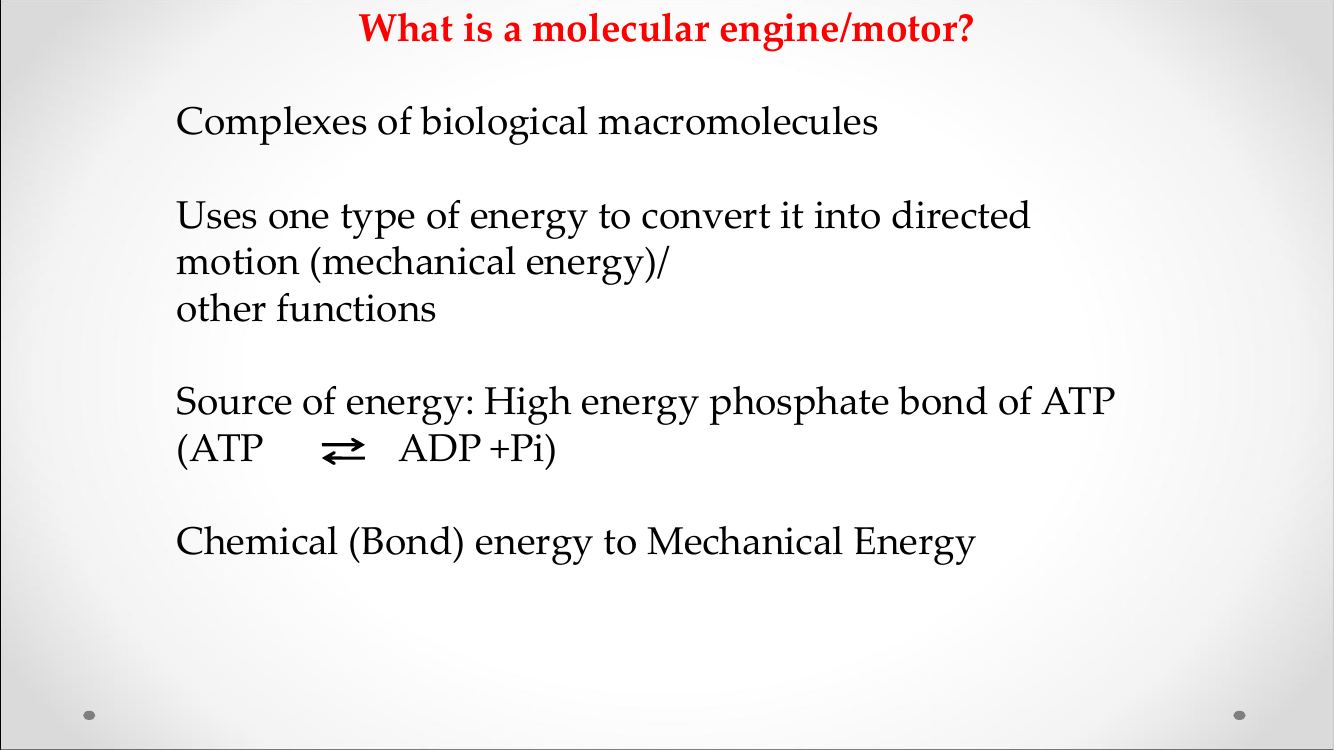 What is a molecular engine/motor?
Complexes of biological macromolecules
Uses one type of energy to convert it into directed
motion (mechanical energy)/
other functions
Source of energy: High energy phosphate bond of ATP
(ATP ⇄ ADP +Pi)
Chemical (Bond) energy to Mechanical Energy